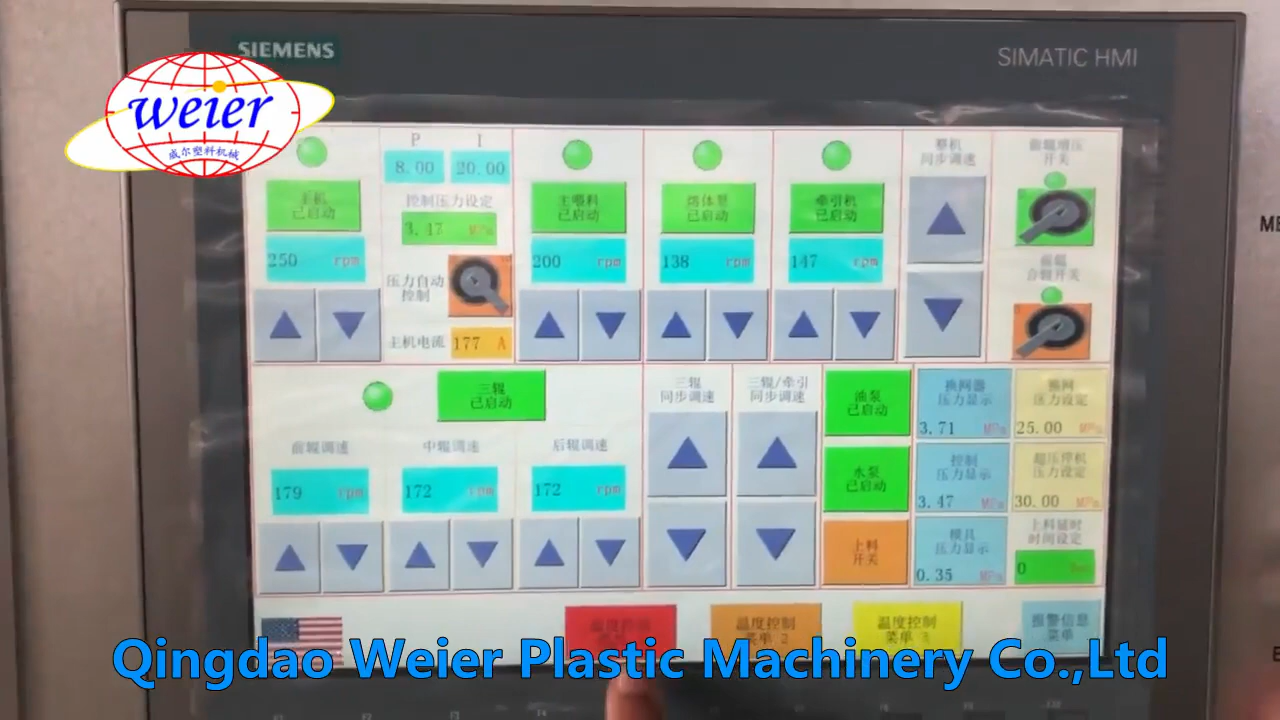 SIEMENS
SIMATIC HMI
weier
威尔塑料机械
P I
8.00 20.00
主机
已启动
250 rpm
控制压力设定
3.47 MPa
压力自动
控制
主机电流
177 A
主喂料
已启动
200 rpm
熔体泵
已启动
138 rpm
牵引机
已启动
147 rpm
整机
同步调速
前辊增压
开关
前辊
合辊开关
三辊
已启动
前辊调速
179 rpm
中辊调速
172 rpm
后辊调速
172 rpm
三辊
同步调速
三辊/牵引
同步调速
油泵
已启动
水泵
已启动
上料
开关
换网器
压力显示
3.71 MPa
控制
压力显示
3.47 MPa
模具
压力显示
0.35 MPa
换网
压力设定
25.00
超压停机
压力设定
30.00
上料延时
时间设定
0 Sec
温度控制
温度控制
菜单 2
温度控制
菜单 3
报警信息
菜单
Qingdao Weier Plastic Machinery Co.,Ltd